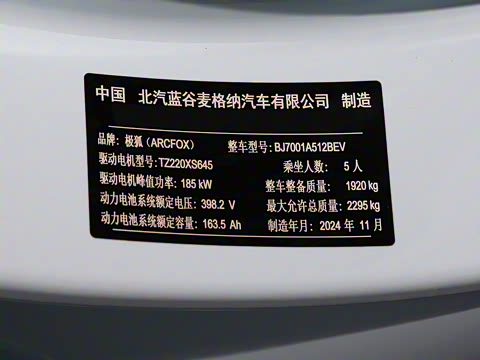 中国 北汽蓝谷麦格纳汽车有限公司 制造
品牌：极狐（ARCFOX） 整车型号：BJ7001A512BEV
驱动电机型号：TZ220XS645 乘坐人数： 5 人
驱动电机峰值功率：185 kW 整车整备质量： 1920 kg
动力电池系统额定电压：398.2 V 最大允许总质量：2295 kg
动力电池系统额定容量：163.5 Ah 制造年月：2024 年 11 月